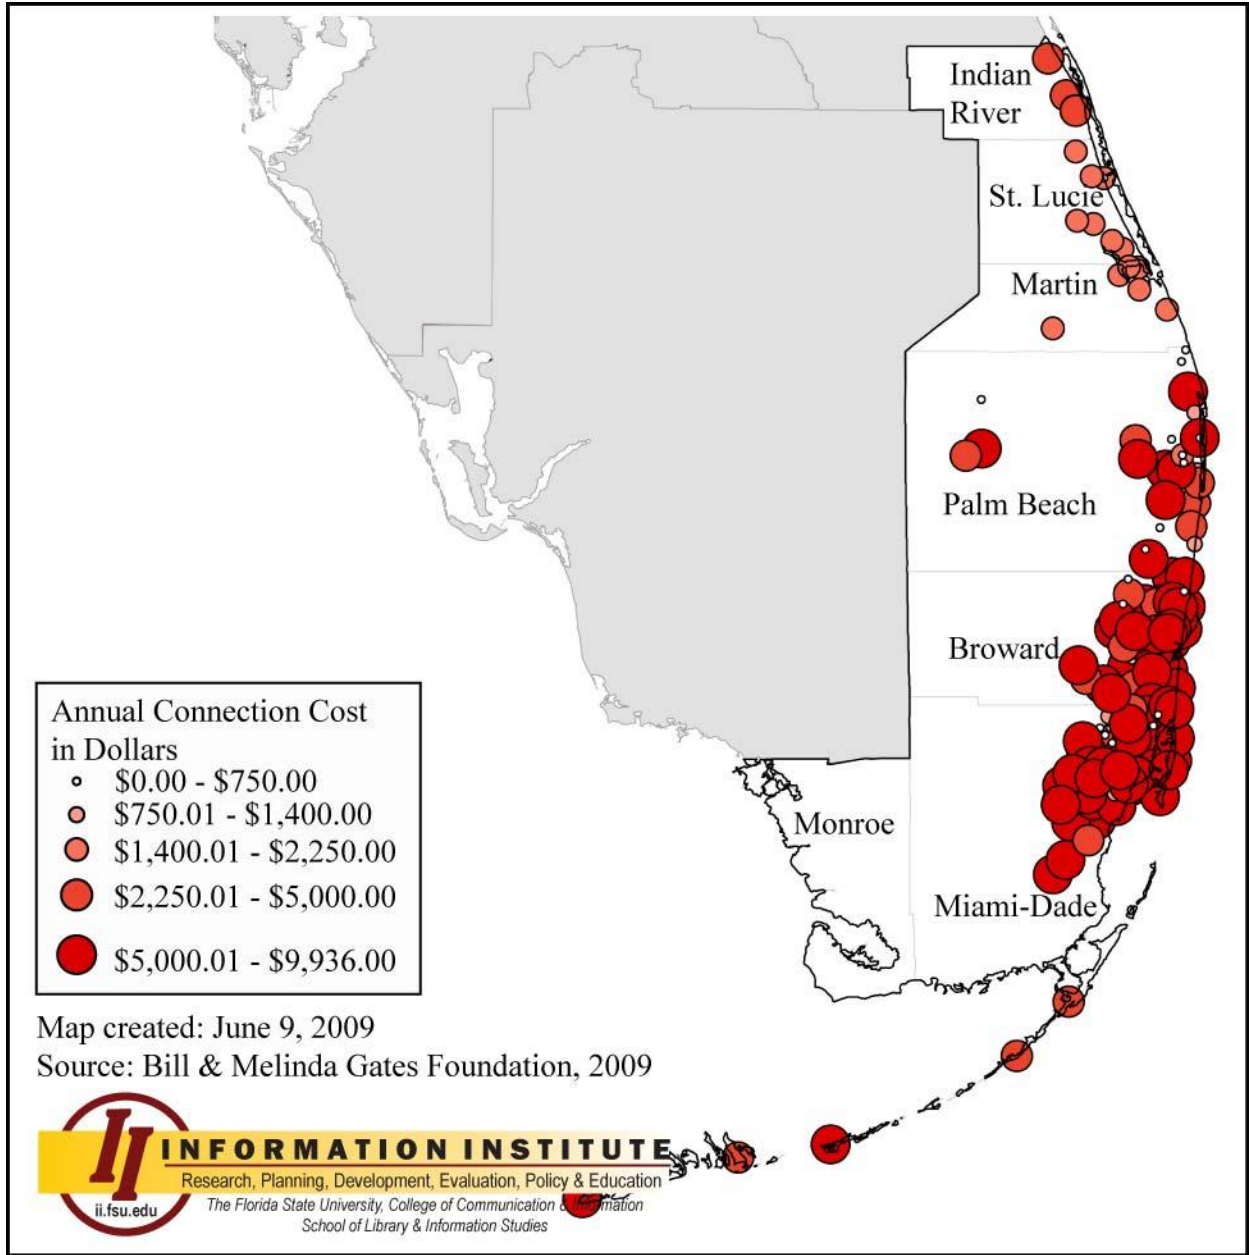 Indian
River
St. Lucie
Martin
Palm Beach
Broward
Monroe
Miami-Dade
Annual Connection Cost
in Dollars
$0.00 - $750.00
$750.01 - $1,400.00
$1,400.01 - $2,250.00
$2,250.01 - $5,000.00
$5,000.01 - $9,936.00
Map created: June 9, 2009
Source: Bill & Melinda Gates Foundation, 2009
II
INFORMATION INSTITUTE
Research, Planning, Development, Evaluation, Policy & Education
ii.fsu.edu
The Florida State University, College of Communication & Information
School of Library & Information Studies